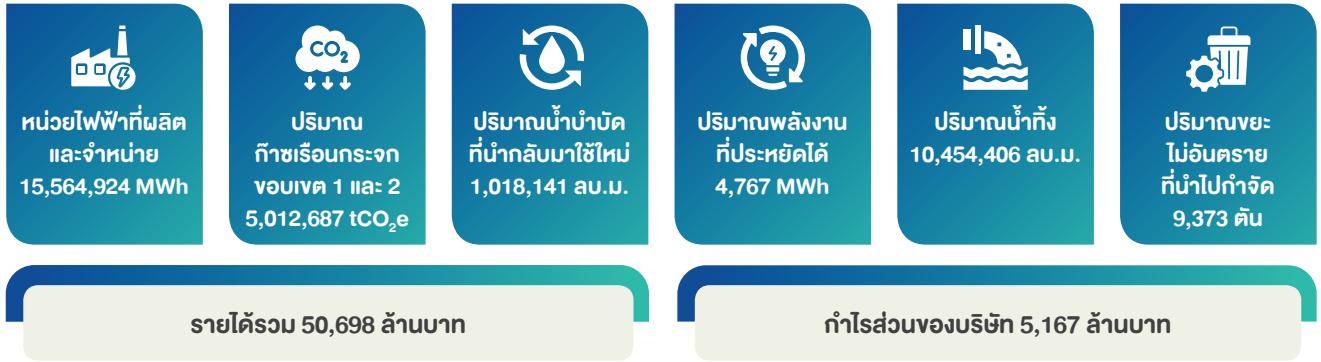 หน่วยไฟฟ้าที่ผลิต
และจำหน่าย
15,564,924 MWh
CO₂
ปริมาณ
ก๊าซเรือนกระจก
ขอบเขต 1 และ 2
5,012,687 tCO₂e
ปริมาณน้ำบำบัด
ที่นำกลับมาใช้ใหม่
1,018,141 ลบ.ม.
ปริมาณพลังงาน
ที่ประหยัดได้
4,767 MWh
ปริมาณน้ำทิ้ง
10,454,406 ลบ.ม.
ปริมาณขยะ
ไม่อันตราย
ที่นำไปกำจัด
9,373 ตัน
รายได้รวม 50,698 ล้านบาท
กำไรส่วนของบริษัท 5,167 ล้านบาท